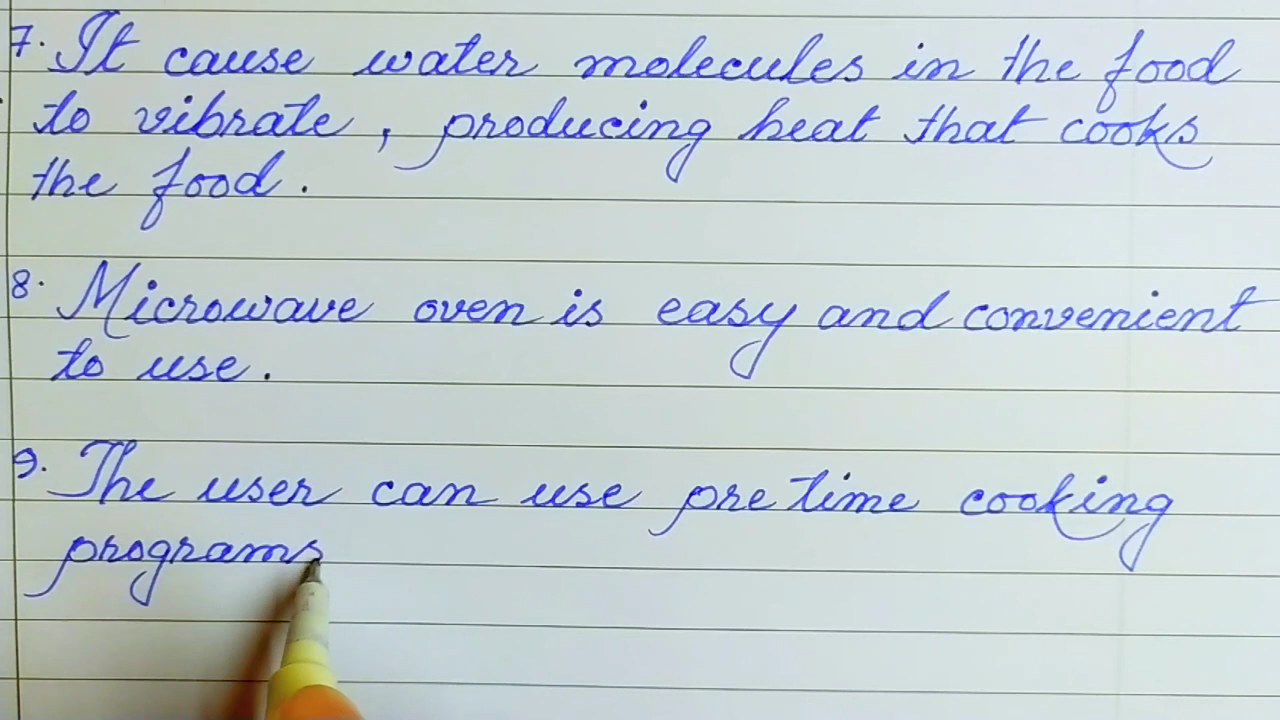 7. It cause water molecules in the food
to vibrate, producing heat that cooks
the food.
8. Microwave oven is easy and convenient
to use.
9. The user can use pre time cooking
programs